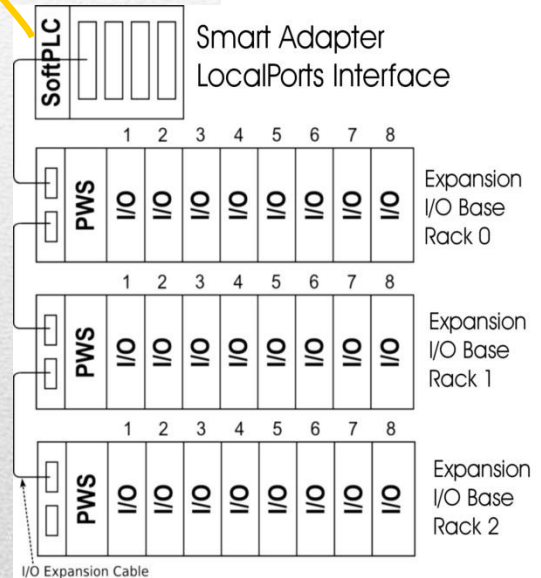 SoftPLC
Smart Adapter
LocalPorts Interface
1 2 3 4 5 6 7 8
PWS I/O I/O I/O I/O I/O I/O I/O I/O
Expansion
I/O Base
Rack 0
1 2 3 4 5 6 7 8
PWS I/O I/O I/O I/O I/O I/O I/O I/O
Expansion
I/O Base
Rack 1
1 2 3 4 5 6 7 8
PWS I/O I/O I/O I/O I/O I/O I/O I/O
Expansion
I/O Base
Rack 2
I/O Expansion Cable